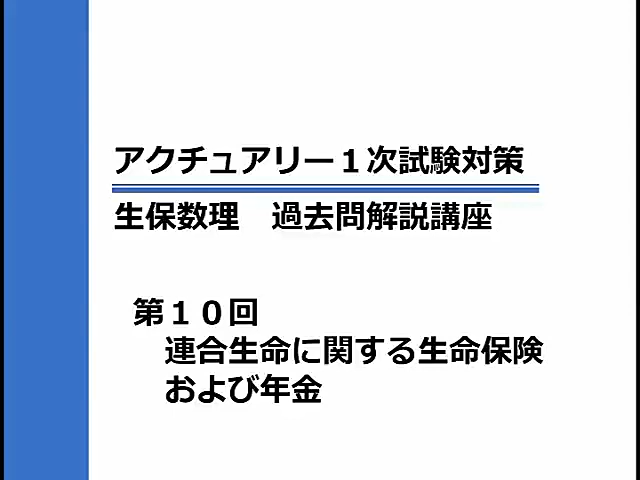 アクチュアリー１次試験対策
生保数理　過去問解説講座
第１０回
連合生命に関する生命保険
および年金